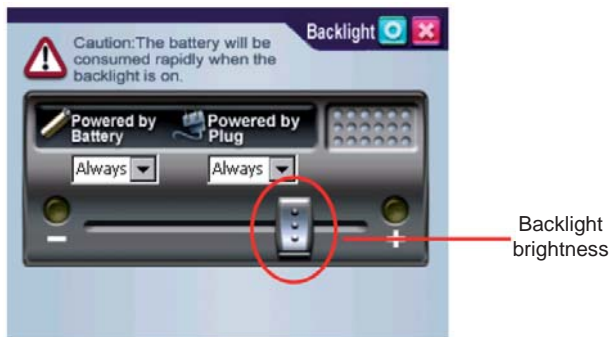 Backlight
Caution:The battery will be
consumed rapidly when the
backlight is on.
Powered by
Battery
Powered by
Plug
Always
Always
−
+
Backlight
brightness